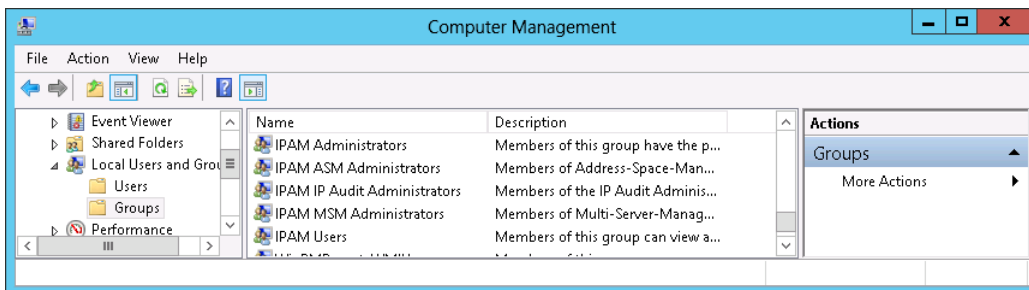 Computer Management
File Action View Help
Event Viewer
Shared Folders
Local Users and Grou
Users
Groups
Performance
Name Description
IPAM Administrators Members of this group have the p...
IPAM ASM Administrators Members of Address-Space-Man...
IPAM IP Audit Administrators Members of the IP Audit Adminis...
IPAM MSM Administrators Members of Multi-Server-Manag...
IPAM Users Members of this group can view a...
Actions
Groups
More Actions